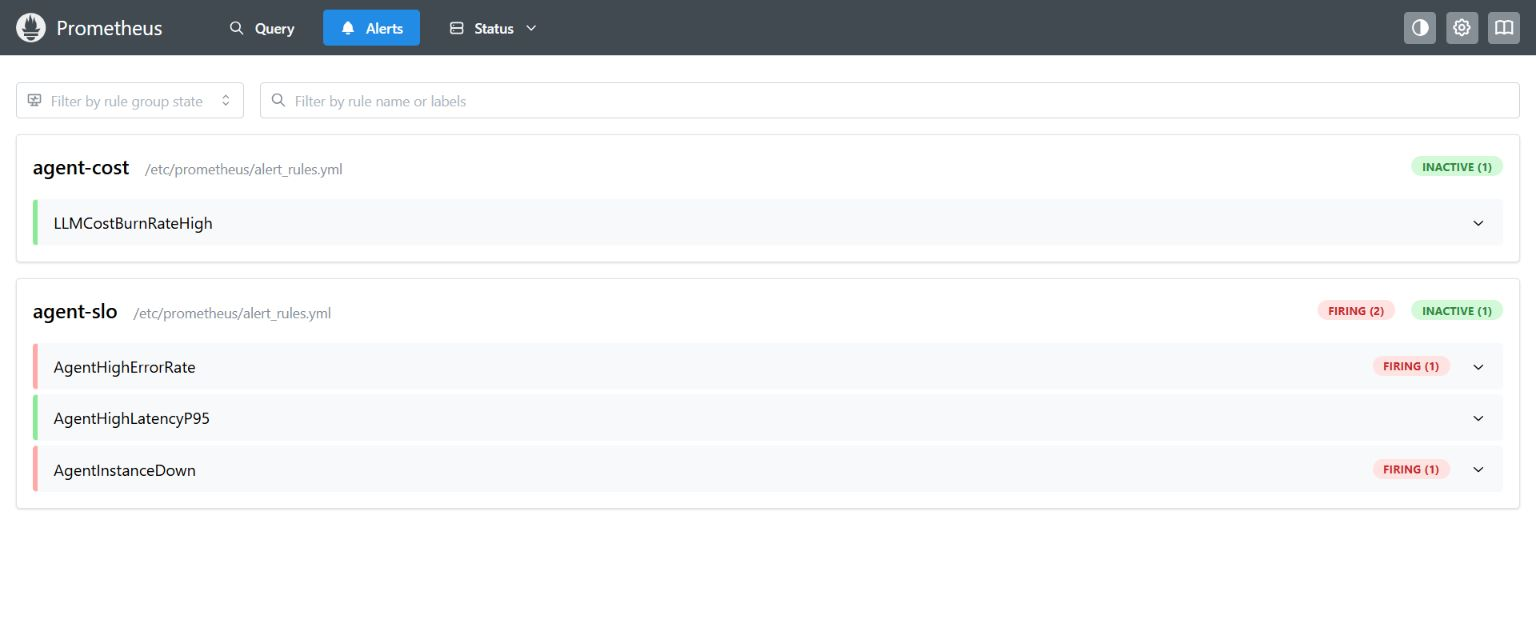 Prometheus Query Alerts Status
Filter by rule group state Filter by rule name or labels
agent-cost /etc/prometheus/alert_rules.yml INACTIVE (1)
LLMCostBurnRateHigh
agent-slo /etc/prometheus/alert_rules.yml FIRING (2) INACTIVE (1)
AgentHighErrorRate FIRING (1)
AgentHighLatencyP95
AgentInstanceDown FIRING (1)